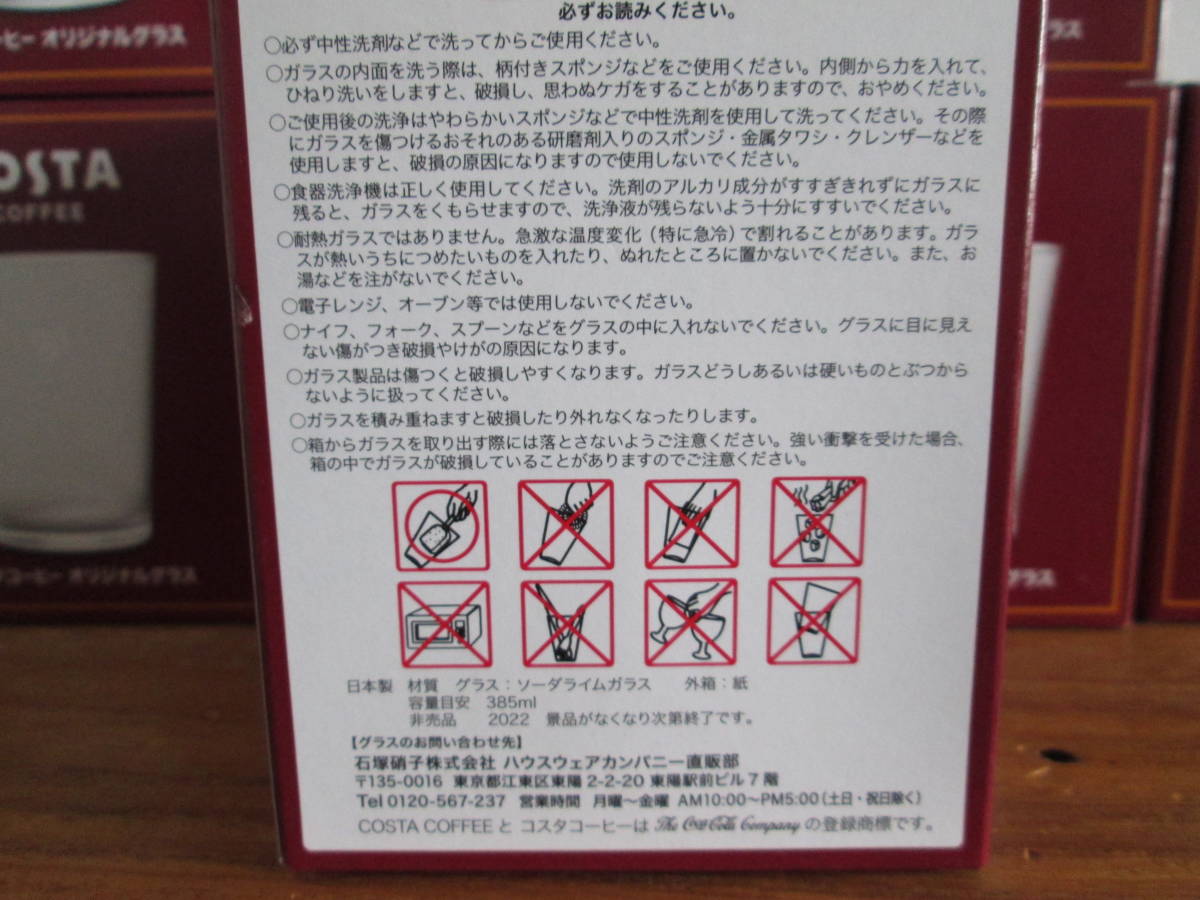 必ずお読みください。
○必ず中性洗剤などで洗ってからご使用ください。
○ガラスの内面を洗う際は、柄付きスポンジなどをご使用ください。内側から力を入れて、
ひねり洗いをしますと、破損し、思わぬケガをすることがありますので、おやめください。
○ご使用後の洗浄はやわらかいスポンジなどで中性洗剤を使用して洗ってください。その際
にガラスを傷つけるおそれのある研磨剤入りのスポンジ・金属タワシ・クレンザーなどを
使用しますと、破損の原因になりますので使用しないでください。
○食器洗浄機は正しく使用してください。洗剤のアルカリ成分がすすぎきれずにガラスに
残ると、ガラスをくもらせますので、洗浄液が残らないよう十分にすすいでください。
○耐熱ガラスではありません。急激な温度変化(特に急冷)で割れることがあります。ガラ
スが熱いうちにつめたいものを入れたり、ぬれたところに置かないでください。また、お
湯などを注がないでください。
○電子レンジ、オーブン等では使用しないでください。
○ナイフ、フォーク、スプーンなどをグラスの中に入れないでください。グラスに目に見え
ない傷がつき破損やけがの原因になります。
○ガラス製品は傷つくと破損しやすくなります。ガラスどうしあるいは硬いものとぶつから
ないように扱ってください。
○ガラスを積み重ねますと破損したり外れなくなったりします。
○箱からガラスを取り出す際には落とさないようご注意ください。強い衝撃を受けた場合、
箱の中でガラスが破損していることがありますのでご注意ください。
日本製 材質 グラス:ソーダライムガラス 外箱:紙
容量目安 385ml
非売品 2022 景品がなくなり次第終了です。
【グラスのお問い合わせ先】
石塚硝子株式会社 ハウスウェアカンパニー直販部
〒135-0016 東京都江東区東陽 2-2-20 東陽駅前ビル7階
Tel 0120-567-237 営業時間 月曜〜金曜 AM10:00〜PM5:00(土日・祝日除く)
COSTA COFFEE と コスタコーヒーは The Coca-Cola Company の登録商標です。
コーヒー オリジナルグラス
OSTA
COFFEE
コーヒー オリジナルグラス
グラス
グラス